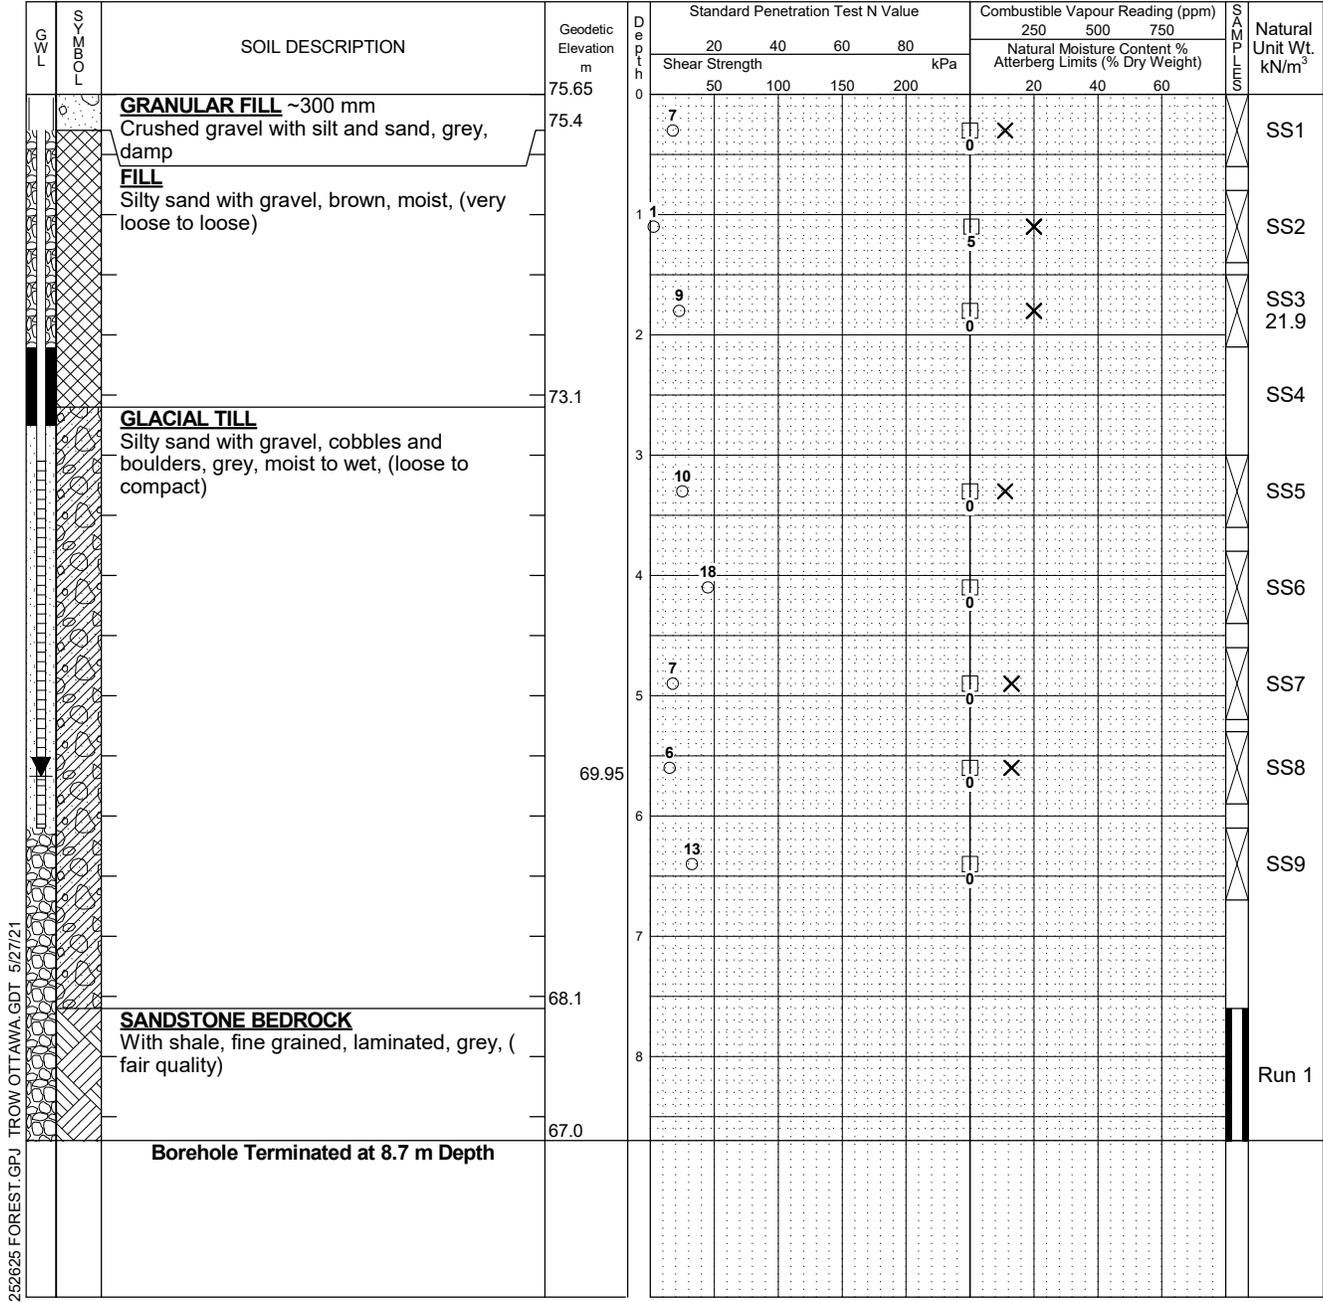 GWL
SYMBOL
SOIL DESCRIPTION
Geodetic
Elevation
m
Depth
Standard Penetration Test N Value
20 40 60 80
Shear Strength kPa
50 100 150 200
Combustible Vapour Reading (ppm)
250 500 750
Natural Moisture Content %
Atterberg Limits (% Dry Weight)
20 40 60
SAMPLES
Natural
Unit Wt.
kN/m³
75.65
0
GRANULAR FILL ~300 mm
Crushed gravel with silt and sand, grey,
damp
75.4
7
0
SS1
FILL
Silty sand with gravel, brown, moist, (very
loose to loose)
1
1
5
SS2
9
0
SS3
21.9
2
73.1
SS4
GLACIAL TILL
Silty sand with gravel, cobbles and
boulders, grey, moist to wet, (loose to
compact)
3
10
0
SS5
4
18
0
SS6
7
0
SS7
5
6
69.95
0
SS8
6
13
0
SS9
7
68.1
SANDSTONE BEDROCK
With shale, fine grained, laminated, grey, (
fair quality)
8
Run 1
67.0
Borehole Terminated at 8.7 m Depth
252625 FOREST.GPJ TROW OTTAWA.GDT 5/27/21